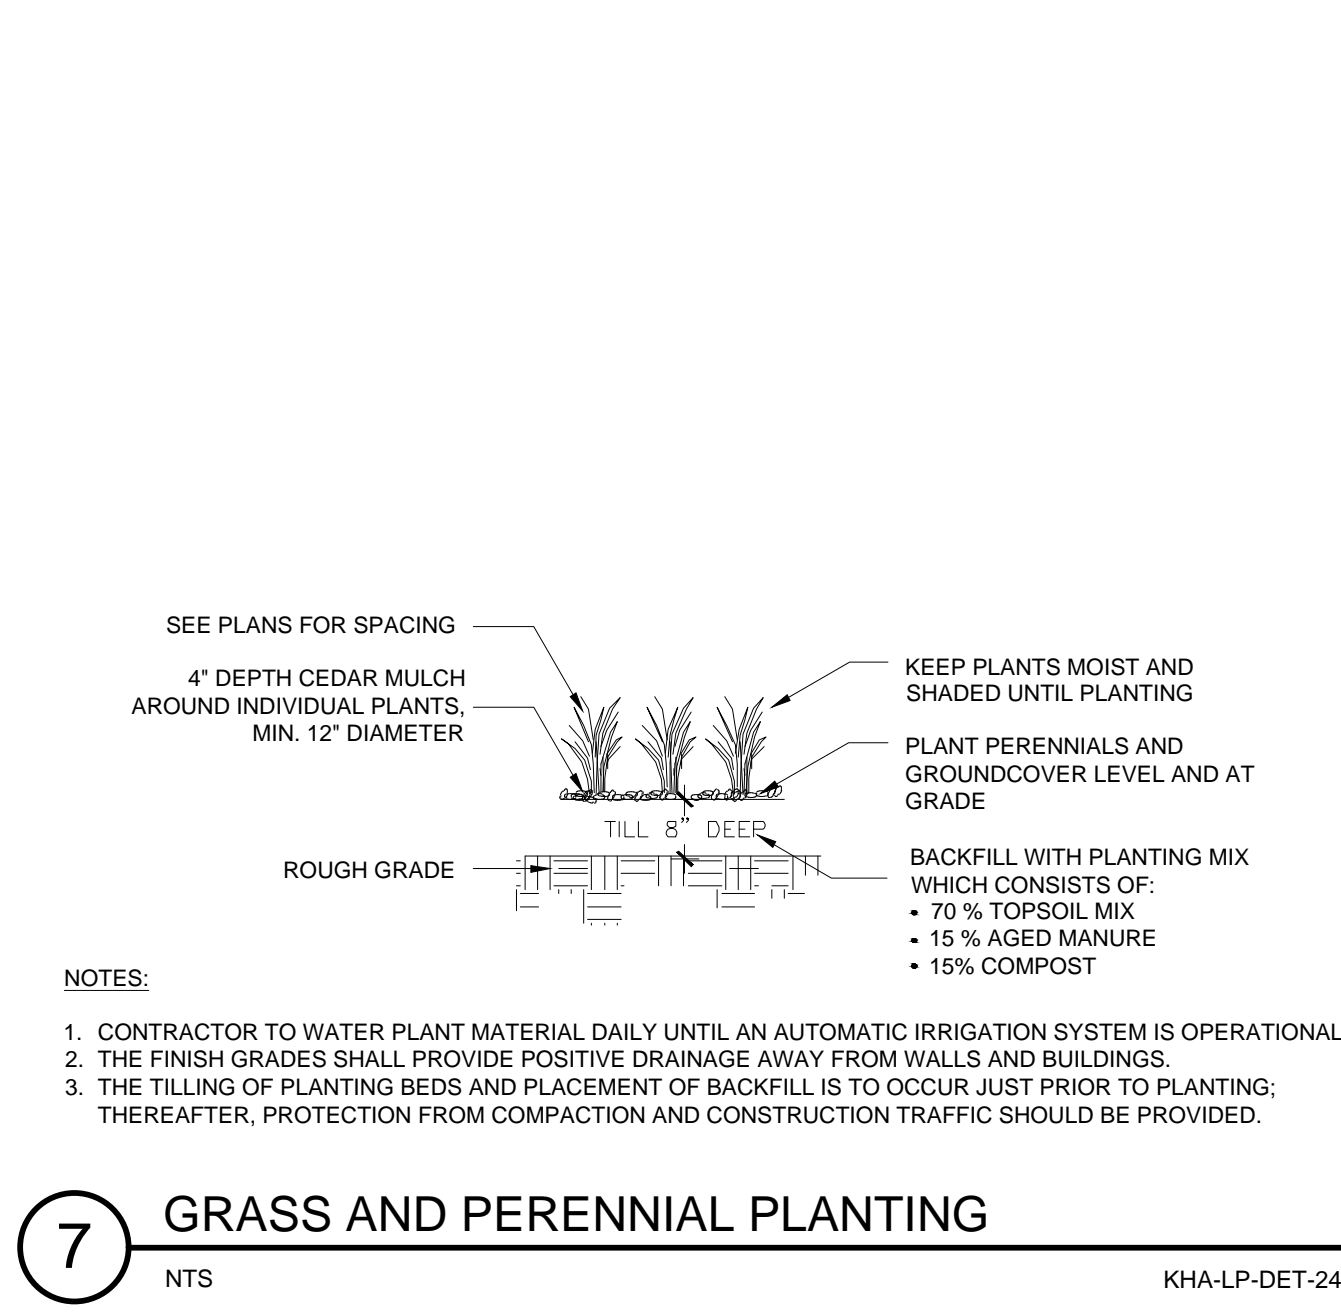 SEE PLANS FOR SPACING
4" DEPTH CEDAR MULCH
AROUND INDIVIDUAL PLANTS,
MIN. 12" DIAMETER
ROUGH GRADE
TILL 8” DEEP
KEEP PLANTS MOIST AND
SHADED UNTIL PLANTING
PLANT PERENNIALS AND
GROUNDCOVER LEVEL AND AT
GRADE
BACKFILL WITH PLANTING MIX
WHICH CONSISTS OF:
• 70 % TOPSOIL MIX
• 15 % AGED MANURE
• 15% COMPOST
NOTES:
1. CONTRACTOR TO WATER PLANT MATERIAL DAILY UNTIL AN AUTOMATIC IRRIGATION SYSTEM IS OPERATIONAL
2. THE FINISH GRADES SHALL PROVIDE POSITIVE DRAINAGE AWAY FROM WALLS AND BUILDINGS.
3. THE TILLING OF PLANTING BEDS AND PLACEMENT OF BACKFILL IS TO OCCUR JUST PRIOR TO PLANTING;
THEREAFTER, PROTECTION FROM COMPACTION AND CONSTRUCTION TRAFFIC SHOULD BE PROVIDED.
7
GRASS AND PERENNIAL PLANTING
NTS
KHA-LP-DET-24